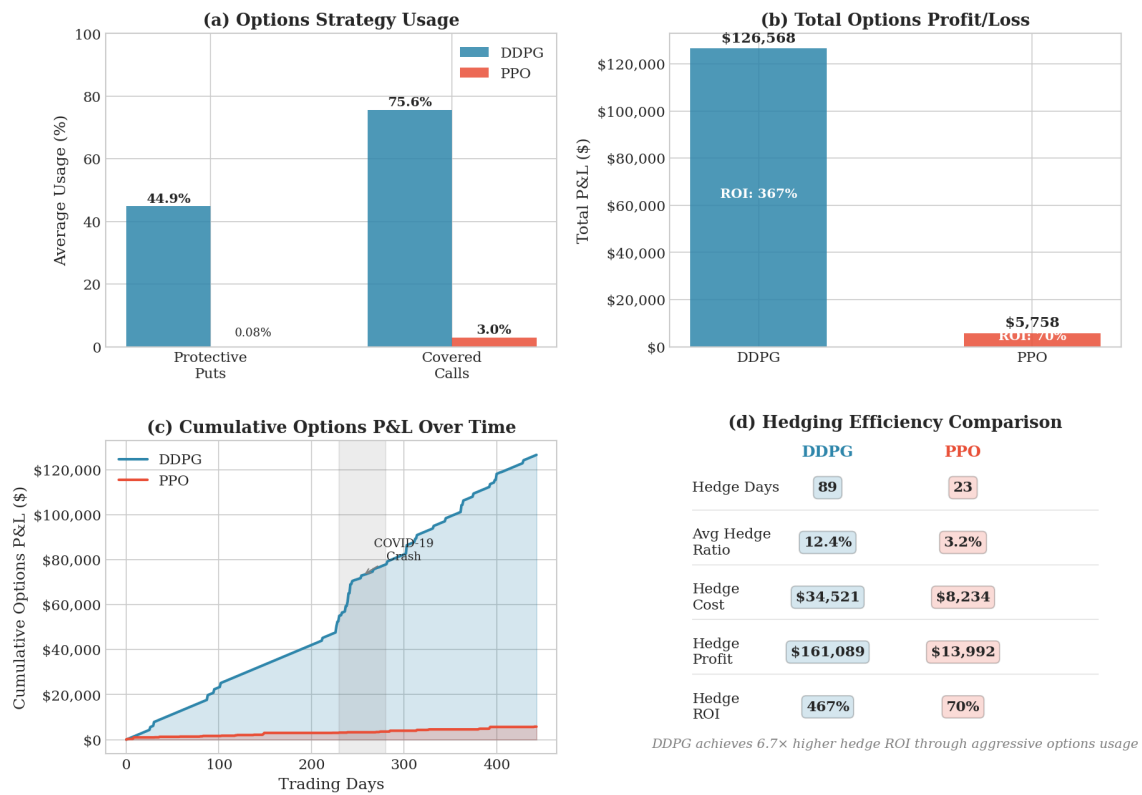 (a) Options Strategy Usage
Average Usage (%)
100
80
60
40
20
0
DDPG
PPO
44.9%
0.08%
75.6%
3.0%
Protective
Puts
Covered
Calls
(b) Total Options Profit/Loss
Total P&L ($)
$120,000
$100,000
$80,000
$60,000
$40,000
$20,000
$0
$126,568
ROI: 367%
$5,758
ROI: 70%
DDPG
PPO
(c) Cumulative Options P&L Over Time
Cumulative Options P&L ($)
$120,000
$100,000
$80,000
$60,000
$40,000
$20,000
$0
DDPG
PPO
COVID-19
Crash
0
100
200
300
400
Trading Days
(d) Hedging Efficiency Comparison
DDPG PPO
Hedge Days 89 23
Avg Hedge
Ratio 12.4% 3.2%
Hedge
Cost $34,521 $8,234
Hedge
Profit $161,089 $13,992
Hedge
ROI 467% 70%
DDPG achieves 6.7× higher hedge ROI through aggressive options usage